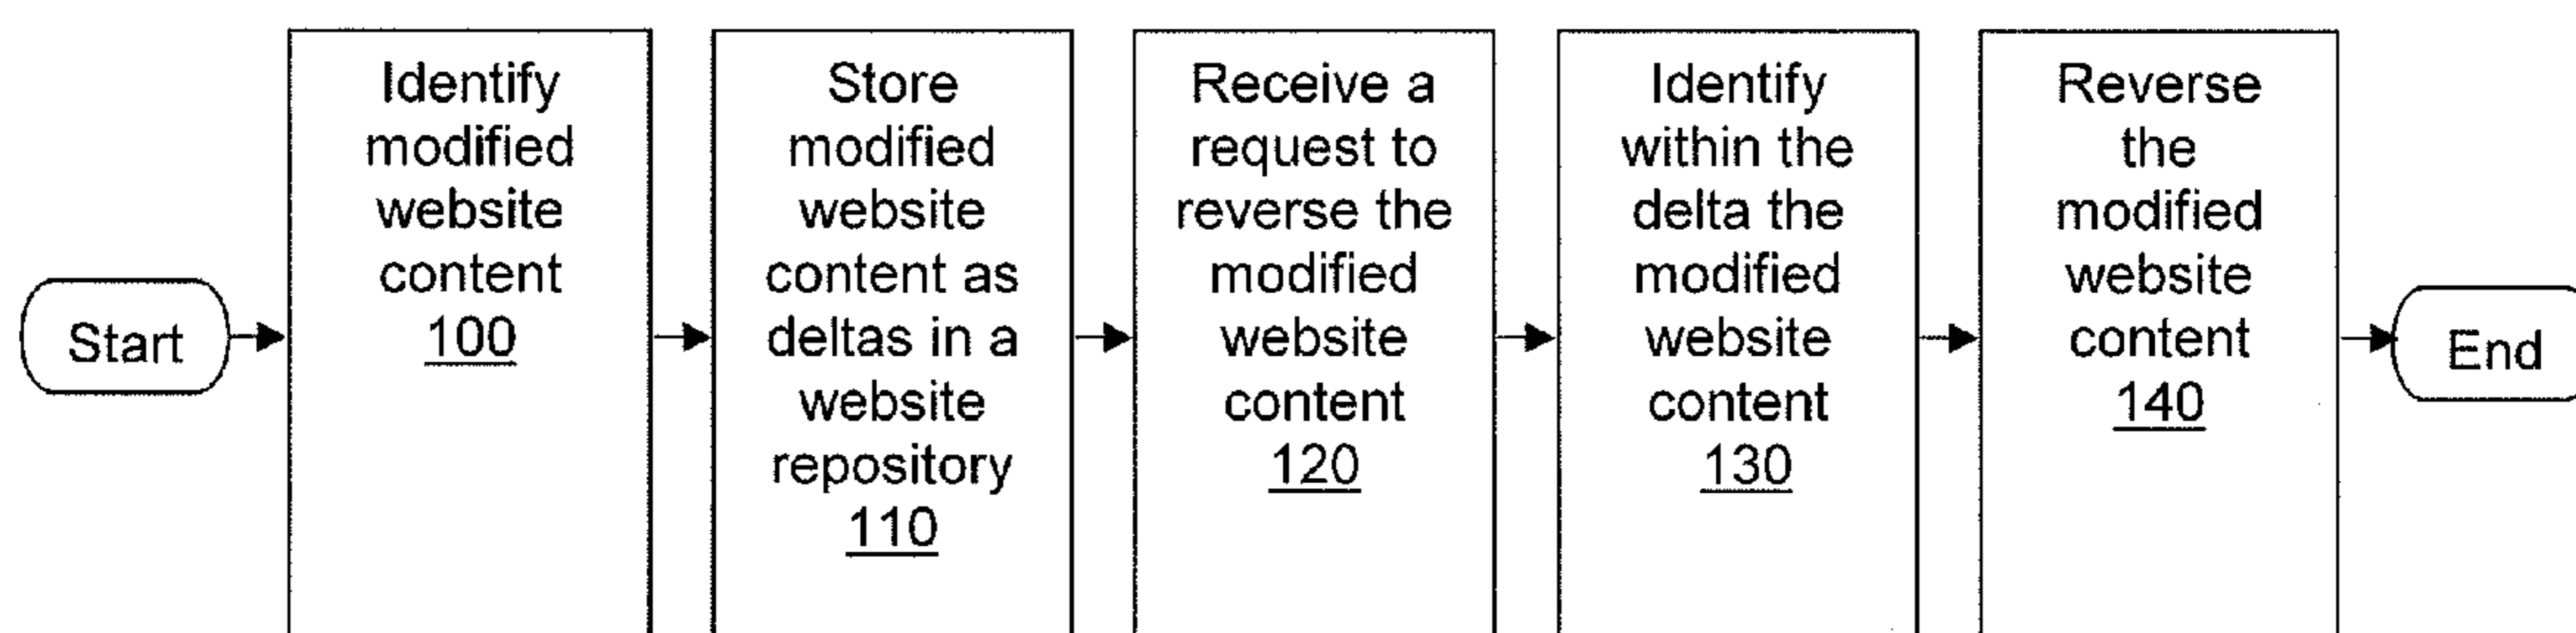 Start
Identify
modified
website
content
100
Store
modified
website
content as
deltas in a
website
repository
110
Receive a
request to
reverse the
modified
website
content
120
Identify
within the
delta the
modified
website
content
130
Reverse
the
modified
website
content
140
End